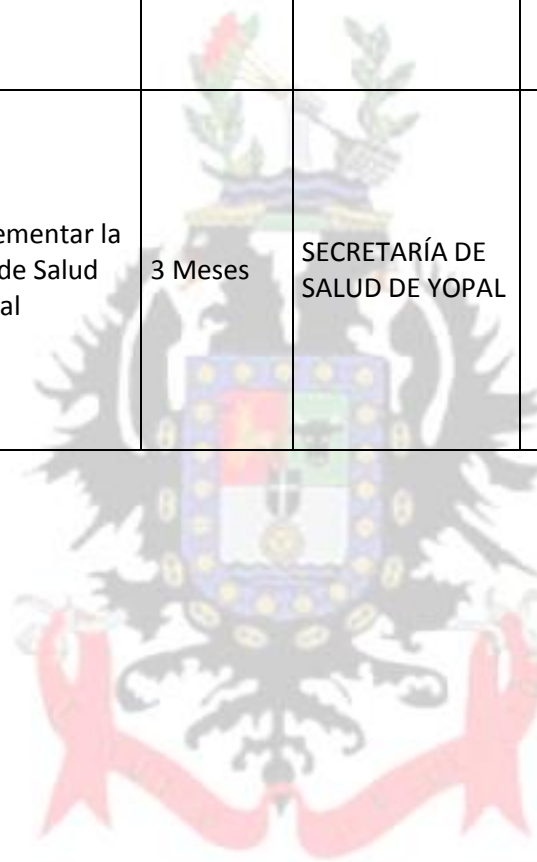 ementar la
de Salud
al
3 Meses
SECRETARÍA DE
SALUD DE YOPAL